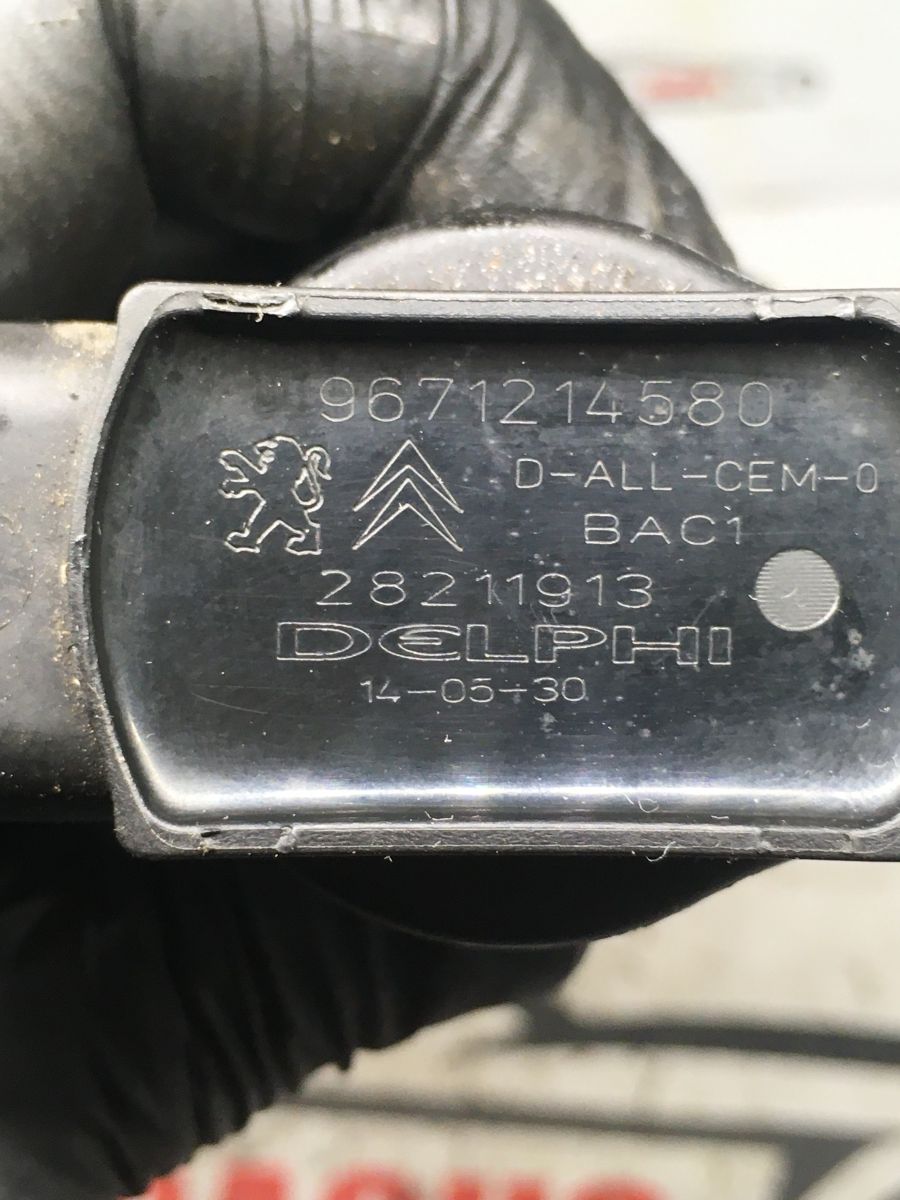 9671214580
D-ALL-CEM-0
BAC1
28211913
DELPHI
14-05-30